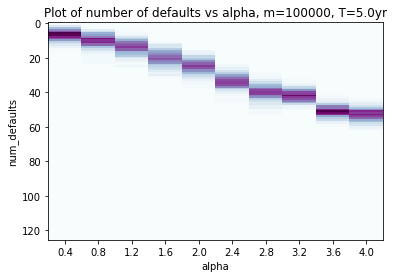 Plot of number of defaults vs alpha, m=100000, T=5.0yr
0
20
40
60
80
100
120
num_defaults
0.4 0.8 1.2 1.6 2.0 2.4 2.8 3.2 3.6 4.0
alpha